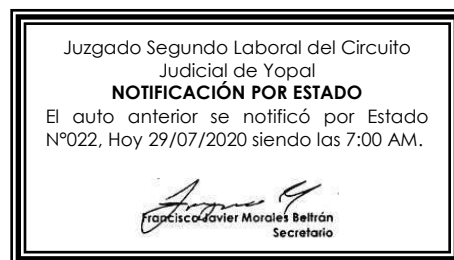 Juzgado Segundo Laboral del Circuito
Judicial de Yopal
NOTIFICACIÓN POR ESTADO
El auto anterior se notificó por Estado
N°022, Hoy 29/07/2020 siendo las 7:00 AM.
Francisco Javier Morales Beltrán
Secretario